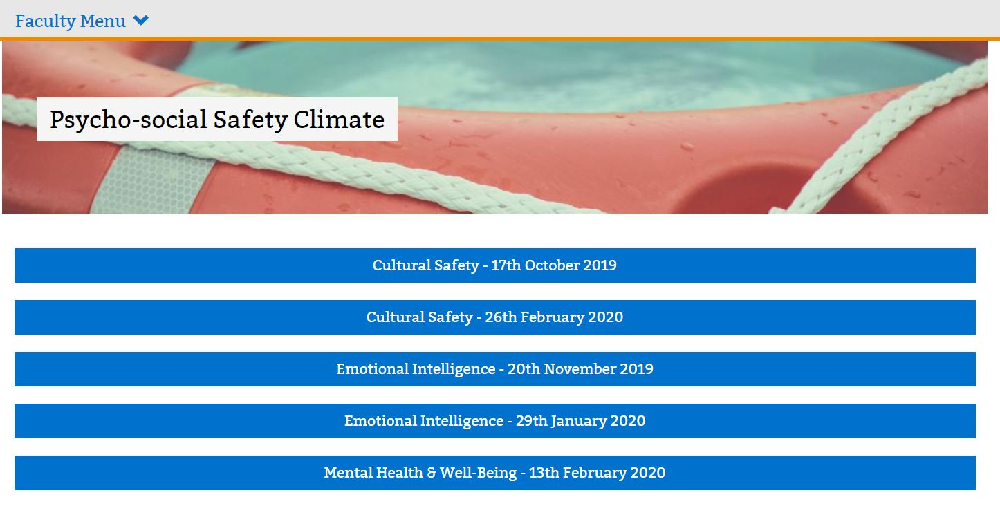 Faculty Menu
Psycho-social Safety Climate
Cultural Safety - 17th October 2019
Cultural Safety - 26th February 2020
Emotional Intelligence - 20th November 2019
Emotional Intelligence - 29th January 2020
Mental Health & Well-Being - 13th February 2020